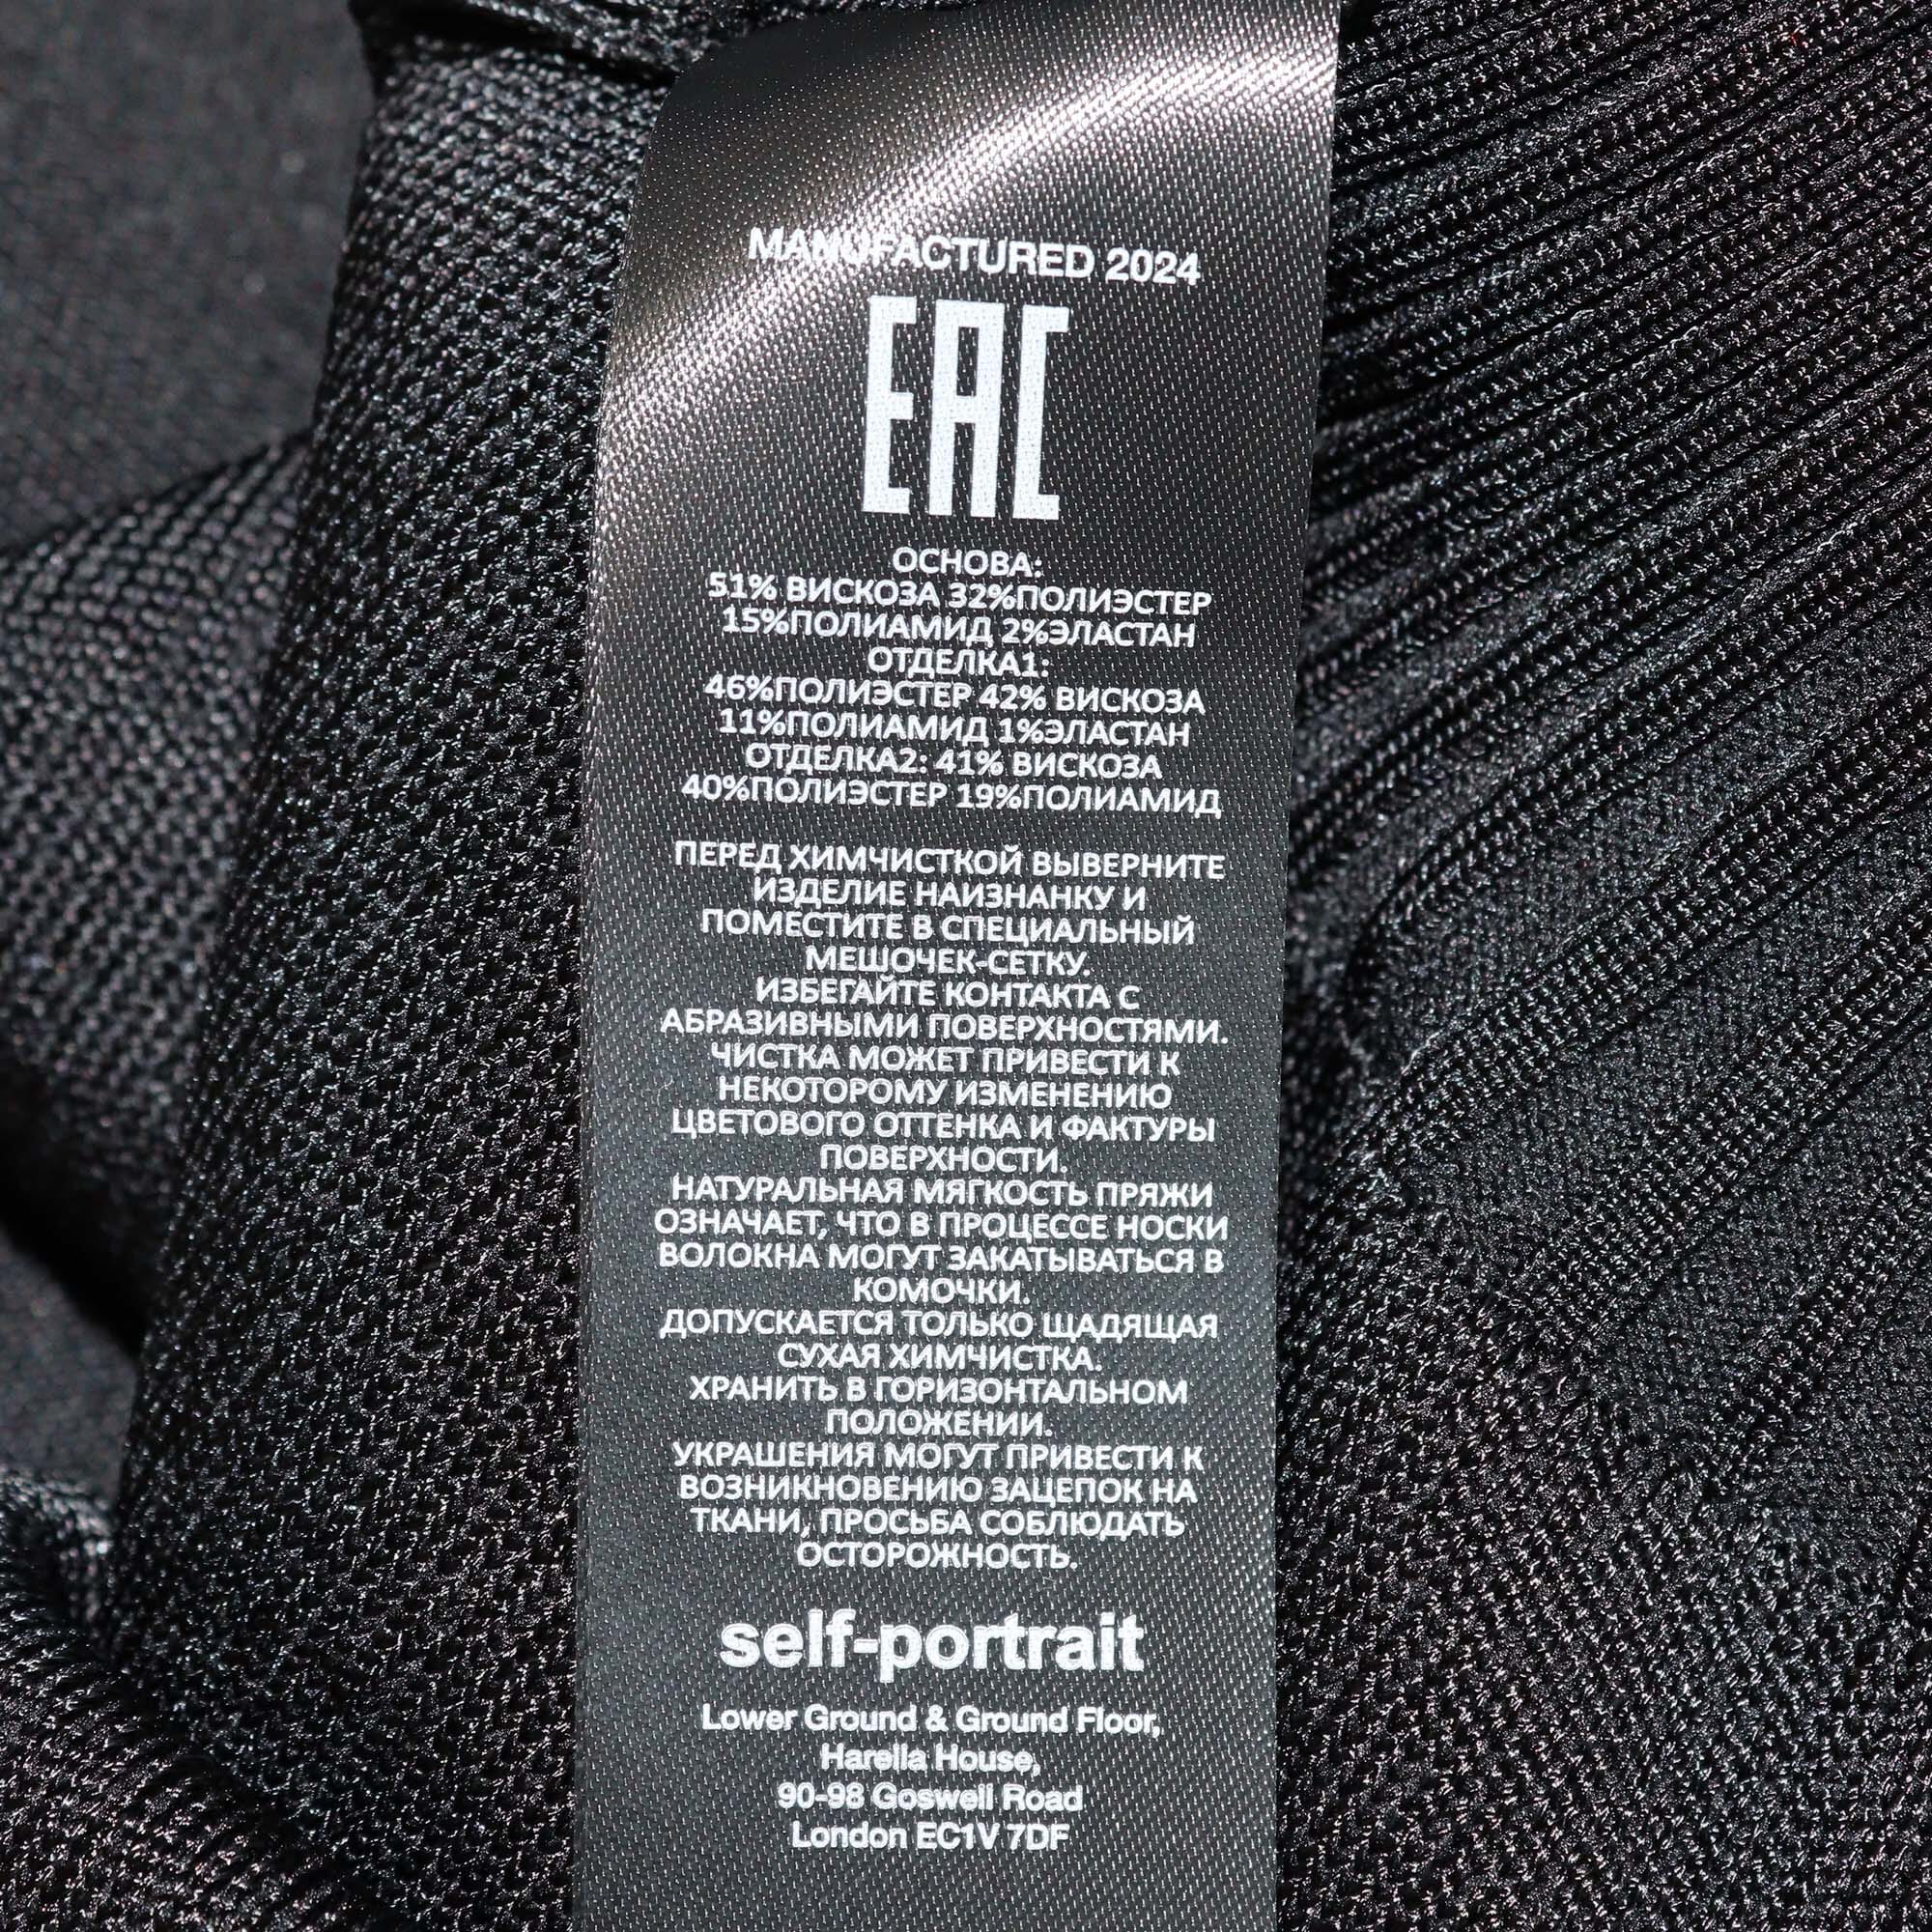 MANUFACTURED 2024
EAC
ОСНОВА:
51% ВИСКОЗА 32%ПОЛИЭСТЕР
15%ПОЛИАМИД 2%ЭЛАСТАН
ОТДЕЛКА1:
46%ПОЛИЭСТЕР 42% ВИСКОЗА
11%ПОЛИАМИД 1%ЭЛАСТАН
ОТДЕЛКА2: 41% ВИСКОЗА
40%ПОЛИЭСТЕР 19%ПОЛИАМИД
ПЕРЕД ХИМЧИСТКОЙ ВЫВЕРНИТЕ
ИЗДЕЛИЕ НАИЗНАНКУ И
ПОМЕСТИТЕ В СПЕЦИАЛЬНЫЙ
МЕШОЧЕК-СЕТКУ.
ИЗБЕГАЙТЕ КОНТАКТА С
АБРАЗИВНЫМИ ПОВЕРХНОСТЯМИ.
ЧИСТКА МОЖЕТ ПРИВЕСТИ К
НЕКОТОРОМУ ИЗМЕНЕНИЮ
ЦВЕТОВОГО ОТТЕНКА И ФАКТУРЫ
ПОВЕРХНОСТИ.
НАТУРАЛЬНАЯ МЯГКОСТЬ ПРЯЖИ
ОЗНАЧАЕТ, ЧТО В ПРОЦЕССЕ НОСКИ
ВОЛОКНА МОГУТ ЗАКАТЫВАТЬСЯ В
КОМОЧКИ.
ДОПУСКАЕТСЯ ТОЛЬКО ЩАДЯЩАЯ
СУХАЯ ХИМЧИСТКА.
ХРАНИТЬ В ГОРИЗОНТАЛЬНОМ
ПОЛОЖЕНИИ.
УКРАШЕНИЯ МОГУТ ПРИВЕСТИ К
ВОЗНИКНОВЕНИЮ ЗАЦЕПОК НА
ТКАНИ, ПРОСЬБА СОБЛЮДАТЬ
ОСТОРОЖНОСТЬ.
self-portrait
Lower Ground & Ground Floor,
Harella House,
90-98 Goswell Road
London EC1V 7DF